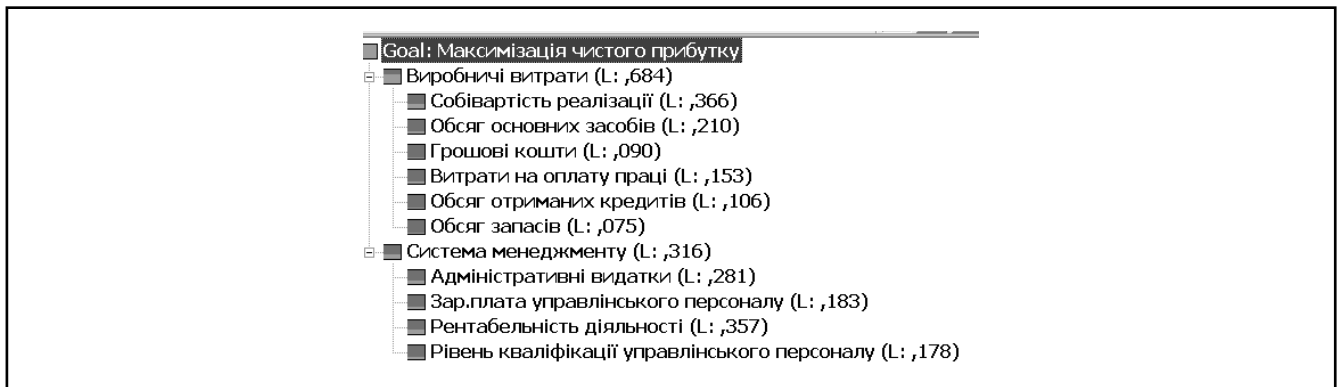 Goal: Максимізація чистого прибутку
Виробничі витрати (L: ,684)
Собівартість реалізації (L: ,366)
Обсяг основних засобів (L: ,210)
Грошові кошти (L: ,090)
Витрати на оплату праці (L: ,153)
Обсяг отриманих кредитів (L: ,106)
Обсяг запасів (L: ,075)
Система менеджменту (L: ,316)
Адміністративні видатки (L: ,281)
Зар.плата управлінського персоналу (L: ,183)
Рентабельність діяльності (L: ,357)
Рівень кваліфікації управлінського персоналу (L: ,178)